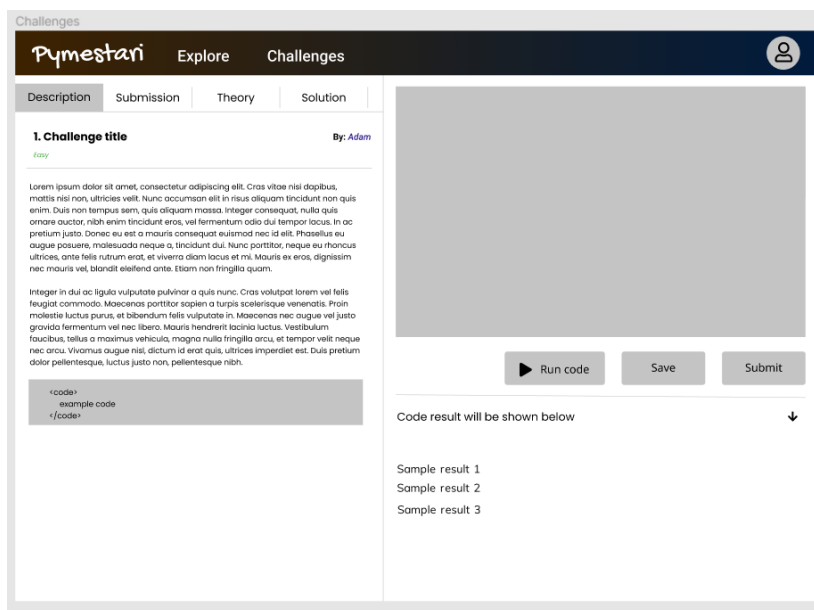 Challenges
Pymestari Explore Challenges
Description Submission Theory Solution
1. Challenge title By: Adam
Easy
Lorem ipsum dolor sit amet, consectetur adipiscing elit. Cras vitae nisi dapibus,
mattis nisi non, ultricies velit. Nunc accumsan elit in risus aliquam tincidunt non quis
enim. Duis non tempus sem, quis aliquam massa. Integer consequat, nulla quis
ornare auctor, nibh enim tincidunt eros, vel fermentum odio dui tempor lacus. In ac
pretium justo. Donec eu est a mauris consequat euismod nec id elit. Phasellus eu
augue posuere, malesuada neque a, tincidunt dui. Nunc porttitor, neque eu rhoncus
ultrices, ante felis rutrum erat, et viverra diam lacus et mi. Mauris ex eros, dignissim
nec mauris vel, blandit eleifend ante. Etiam non fringilla quam.
Integer in dui ac ligula vulputate pulvinar a quis nunc. Cras volutpat lorem vel felis
feugiat commodo. Maecenas porttitor sapien a turpis scelerisque venenatis. Proin
molestie luctus purus, et bibendum felis vulputate in. Maecenas nec augue vel justo
gravida fermentum vel nec libero. Mauris hendrerit lacinia luctus. Vestibulum
faucibus, tellus a maximus vehicula, magna nulla fringilla arcu, et tempor velit neque
nec arcu. Vivamus augue nisl, dictum id erat quis, ultrices imperdiet est. Duis pretium
dolor pellentesque, luctus justo non, pellentesque nibh.
<code>
example code
</code>
Run code Save Submit
Code result will be shown below
Sample result 1
Sample result 2
Sample result 3